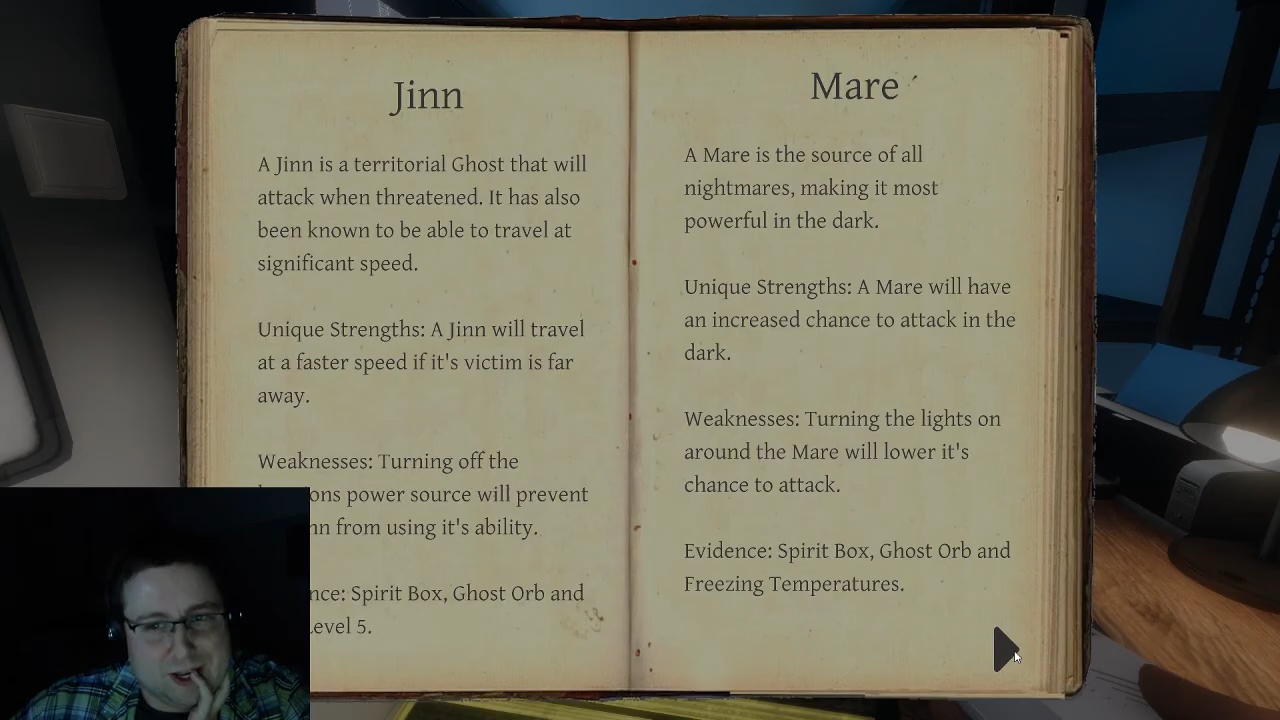 Jinn
A Jinn is a territorial Ghost that will
attack when threatened. It has also
been known to be able to travel at
significant speed.
Unique Strengths: A Jinn will travel
at a faster speed if it's victim is far
away.
Weaknesses: Turning off the
power source will prevent
from using it's ability.
Spirit Box, Ghost Orb and
5.
Mare
A Mare is the source of all
nightmares, making it most
powerful in the dark.
Unique Strengths: A Mare will have
an increased chance to attack in the
dark.
Weaknesses: Turning the lights on
around the Mare will lower it's
chance to attack.
Evidence: Spirit Box, Ghost Orb and
Freezing Temperatures.